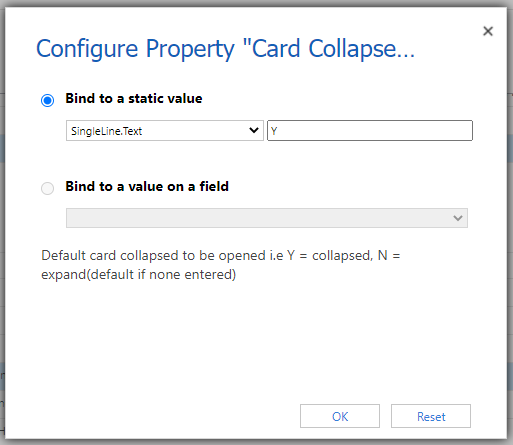 Configure Property "Card Collapse...
Bind to a static value
SingleLine.Text
Y
Bind to a value on a field
Default card collapsed to be opened i.e Y = collapsed, N =
expand(default if none entered)
OK
Reset